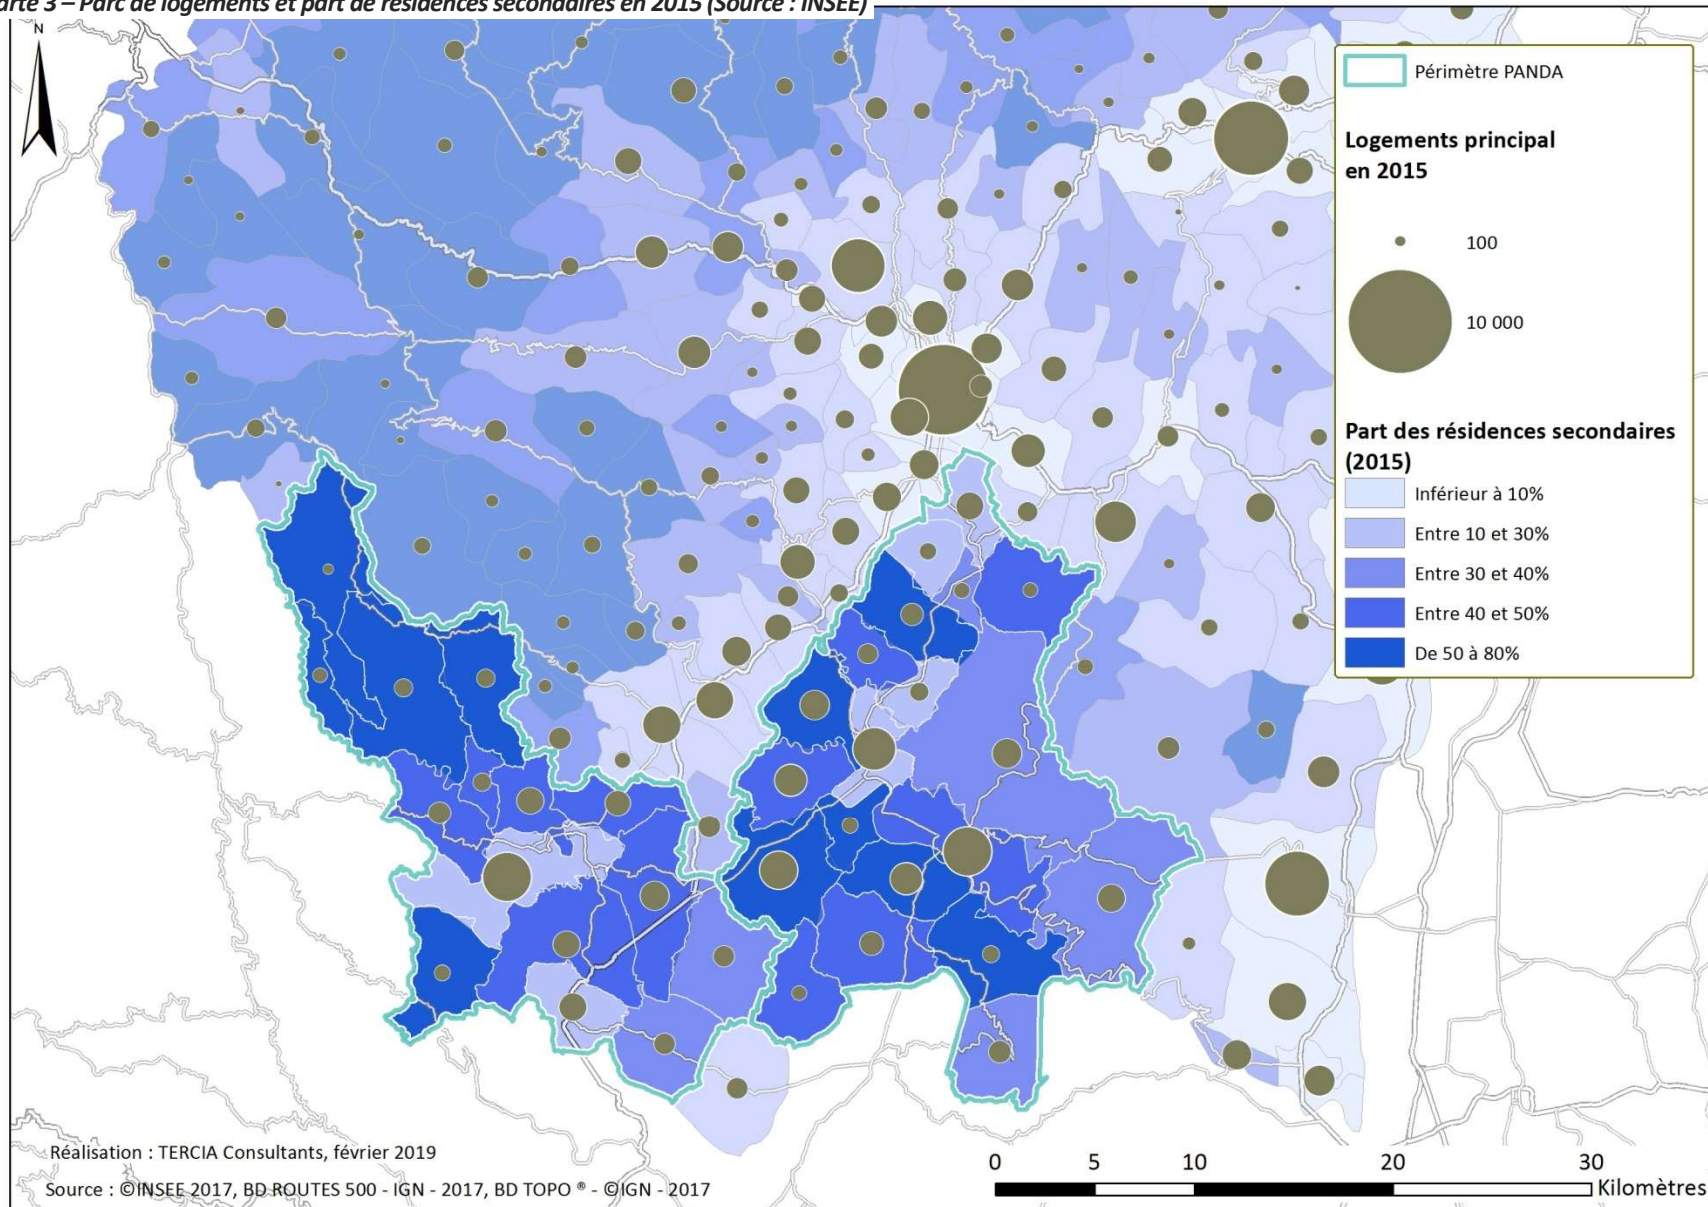 arte 3 – Parc de logements et part de résidences secondaires en 2015 (Source : INSEE)
N
Périmètre PANDA
Logements principal
en 2015
100
10 000
Part des résidences secondaires
(2015)
Inférieur à 10%
Entre 10 et 30%
Entre 30 et 40%
Entre 40 et 50%
De 50 à 80%
Réalisation : TERCIA Consultants, février 2019
Source : ©INSEE 2017, BD ROUTES 500 - IGN - 2017, BD TOPO ® - ©IGN - 2017
0 5 10 20 30
Kilomètres